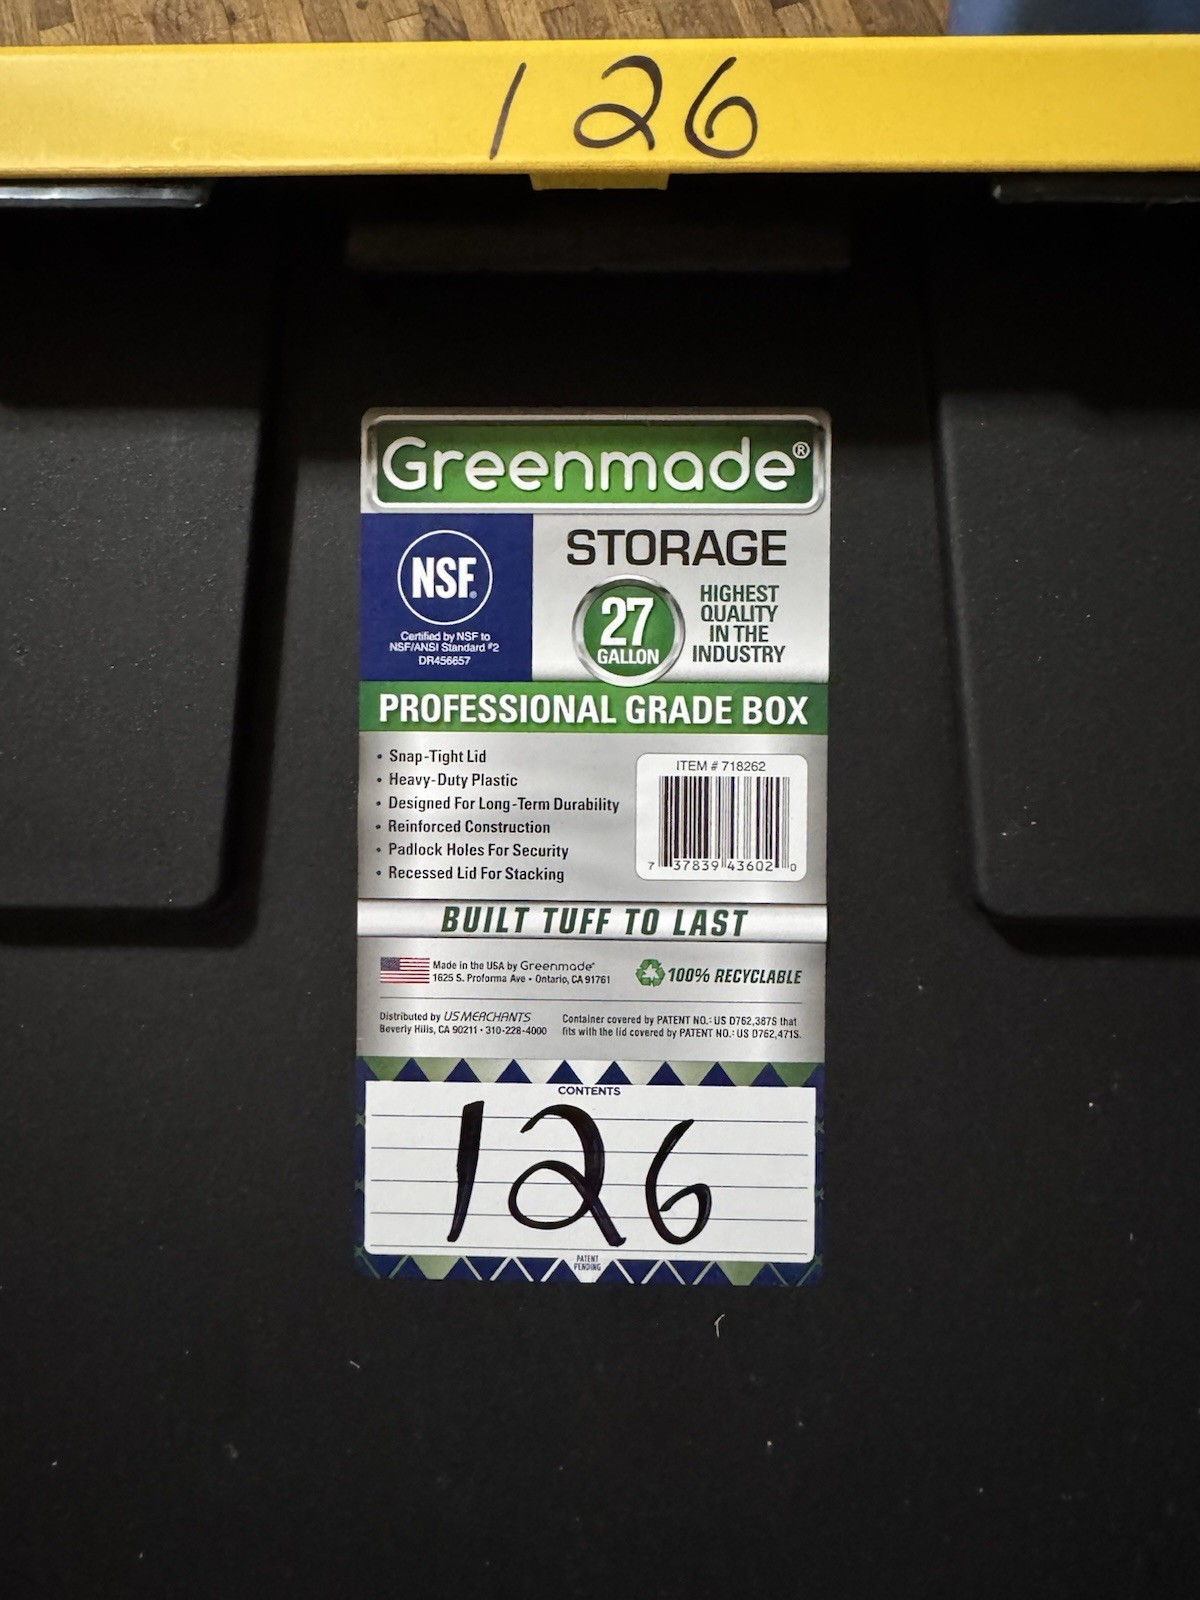 126
Greenmade®
NSF®
Certified by NSF to
NSF/ANSI Standard #2
DR456657
STORAGE
27
GALLON
HIGHEST
QUALITY
IN THE
INDUSTRY
PROFESSIONAL GRADE BOX
• Snap-Tight Lid
• Heavy-Duty Plastic
• Designed For Long-Term Durability
• Reinforced Construction
• Padlock Holes For Security
• Recessed Lid For Stacking
ITEM # 718262
7 37839 43602 0
BUILT TUFF TO LAST
Made in the USA by Greenmade®
1625 S. Proforma Ave • Ontario, CA 91761
100% RECYCLABLE
Distributed by US MERCHANTS
Beverly Hills, CA 90211 • 310-228-4000
Container covered by PATENT NO.: US D762,387S that
fits with the lid covered by PATENT NO.: US D762,471S.
CONTENTS
126
PATENT
PENDING